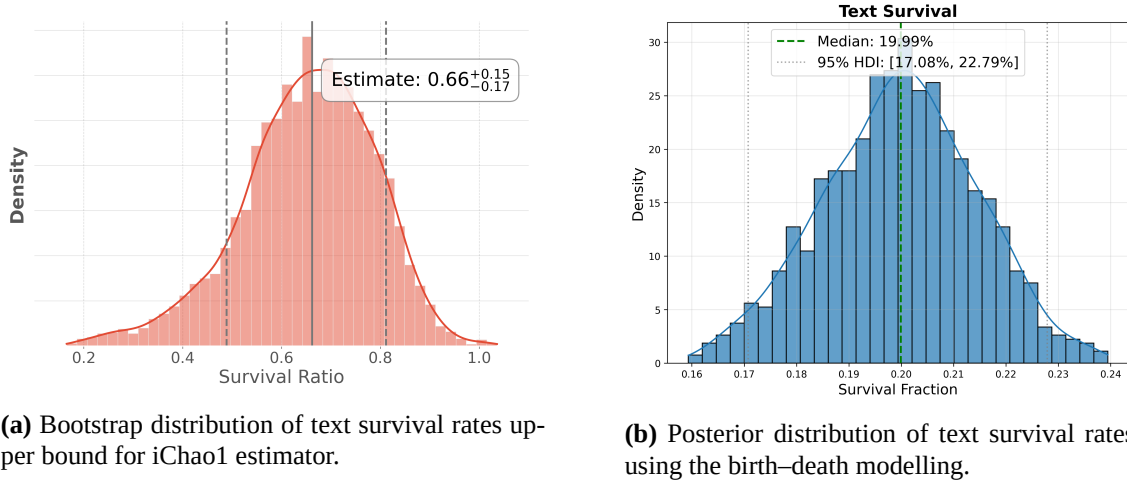 Density
Estimate: 0.66 +0.15 −0.17
0.2 0.4 0.6 0.8 1.0
Survival Ratio
(a) Bootstrap distribution of text survival rates up-
per bound for iChao1 estimator.
Text Survival
Median: 19.99%
95% HDI: [17.08%, 22.79%]
30
25
20
15
10
5
0
Density
0.16 0.17 0.18 0.19 0.20 0.21 0.22 0.23 0.24
Survival Fraction
(b) Posterior distribution of text survival rates
using the birth–death modelling.